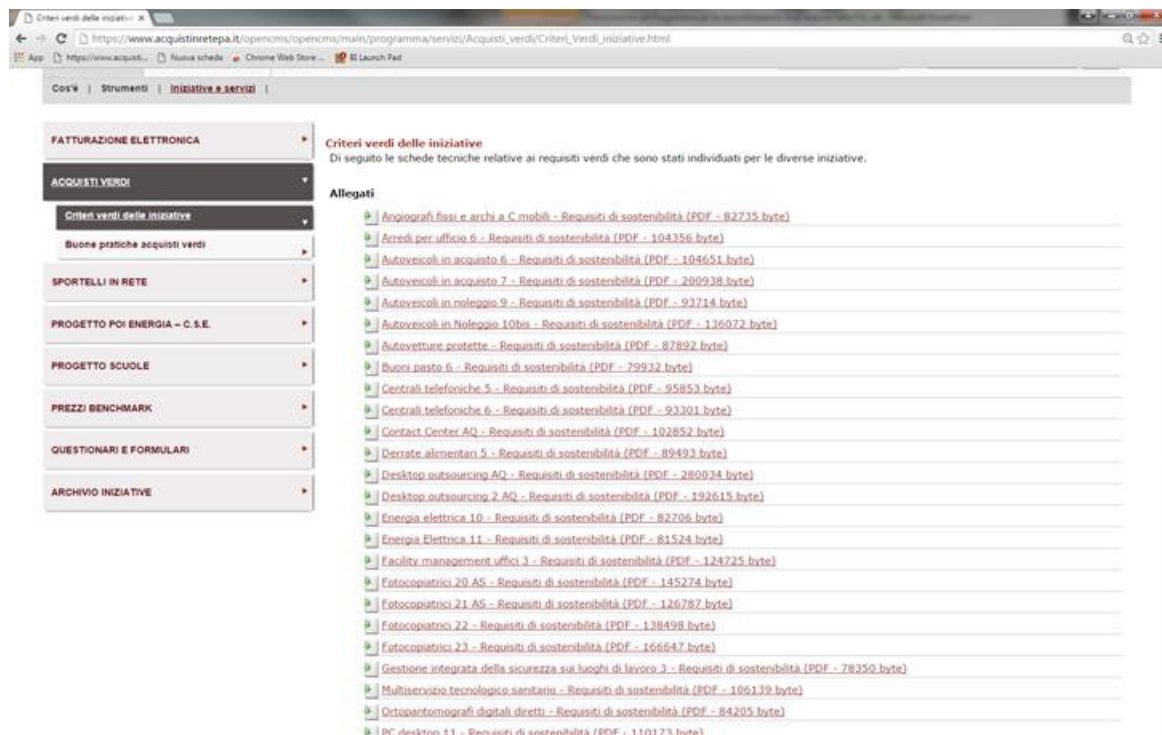 Criteri verdi delle iniziativ
https://www.acquistinretepa.it/opencms/opencms/main/programma/servizi/Acquisti_verdi/Criteri_Verdi_iniziative.html
App https://www.acquisti... Nuova scheda Chrome Web Store ... BI Launch Pad
Cos'è | Strumenti | Iniziative e servizi |
FATTURAZIONE ELETTRONICA
ACQUISTI VERDI
Criteri verdi delle iniziative
Buone pratiche acquisti verdi
SPORTELLI IN RETE
PROGETTO POI ENERGIA – C.S.E.
PROGETTO SCUOLE
PREZZI BENCHMARK
QUESTIONARI E FORMULARI
ARCHIVIO INIZIATIVE
Criteri verdi delle iniziative
Di seguito le schede tecniche relative ai requisiti verdi che sono stati individuati per le diverse iniziative.
Allegati
Angiografi fissi e archi a C mobili - Requisiti di sostenibilità (PDF - 82735 byte)
Arredi per ufficio 6 - Requisiti di sostenibilità (PDF - 104356 byte)
Autoveicoli in acquisto 6 - Requisiti di sostenibilità (PDF - 104651 byte)
Autoveicoli in acquisto 7 - Requisiti di sostenibilità (PDF - 200938 byte)
Autoveicoli in noleggio 9 - Requisiti di sostenibilità (PDF - 93714 byte)
Autoveicoli in Noleggio 10bis - Requisiti di sostenibilità (PDF - 136072 byte)
Autovetture protette - Requisiti di sostenibilità (PDF - 87892 byte)
Buoni pasto 6 - Requisiti di sostenibilità (PDF - 79932 byte)
Centrali telefoniche 5 - Requisiti di sostenibilità (PDF - 95853 byte)
Centrali telefoniche 6 - Requisiti di sostenibilità (PDF - 93301 byte)
Contact Center AQ - Requisiti di sostenibilità (PDF - 102852 byte)
Derrate alimentari 5 - Requisiti di sostenibilità (PDF - 89493 byte)
Desktop outsourcing AQ - Requisiti di sostenibilità (PDF - 280034 byte)
Desktop outsourcing 2 AQ - Requisiti di sostenibilità (PDF - 192615 byte)
Energia elettrica 10 - Requisiti di sostenibilità (PDF - 82706 byte)
Energia Elettrica 11 - Requisiti di sostenibilità (PDF - 81524 byte)
Facility management uffici 3 - Requisiti di sostenibilità (PDF - 124725 byte)
Fotocopiatrici 20 AS - Requisiti di sostenibilità (PDF - 145274 byte)
Fotocopiatrici 21 AS - Requisiti di sostenibilità (PDF - 126787 byte)
Fotocopiatrici 22 - Requisiti di sostenibilità (PDF - 138498 byte)
Fotocopiatrici 23 - Requisiti di sostenibilità (PDF - 166647 byte)
Gestione integrata della sicurezza sui luoghi di lavoro 3 - Requisiti di sostenibilità (PDF - 78350 byte)
Multiservizio tecnologico sanitario - Requisiti di sostenibilità (PDF - 106139 byte)
Ortopantomografi digitali diretti - Requisiti di sostenibilità (PDF - 84205 byte)
PC desktop 11 - Requisiti di sostenibilità (PDF - 110173 byte)